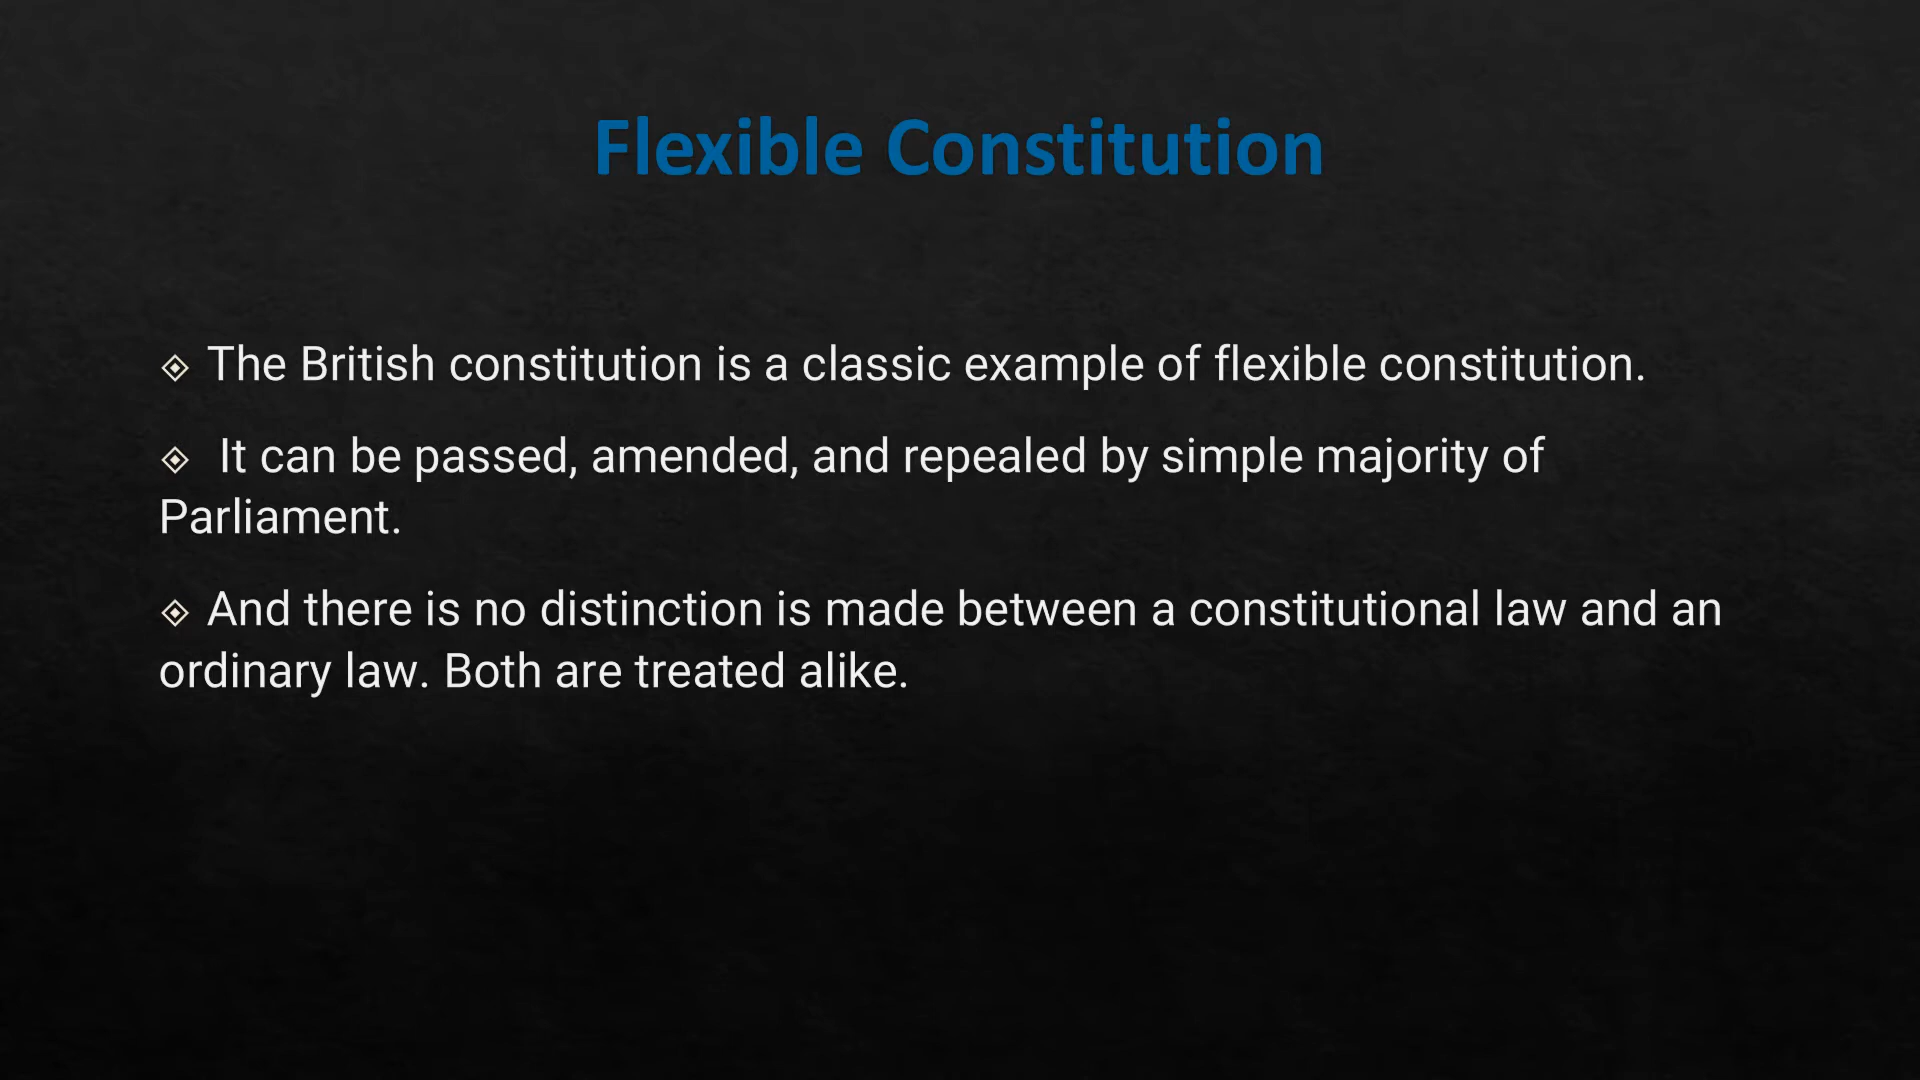 Flexible Constitution
The British constitution is a classic example of flexible constitution.
It can be passed, amended, and repealed by simple majority of
Parliament.
And there is no distinction is made between a constitutional law and an
ordinary law. Both are treated alike.